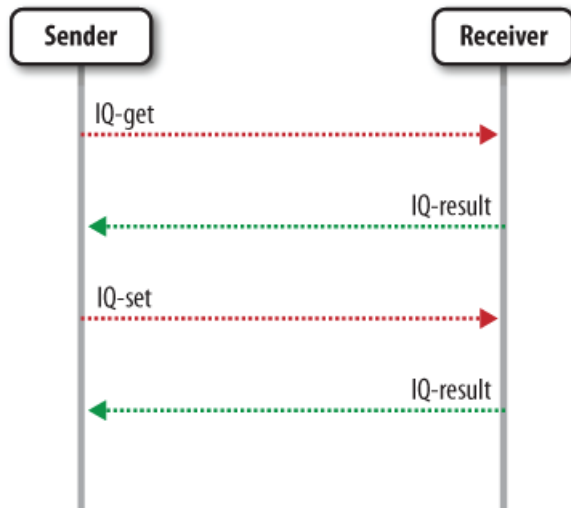 Sender
Receiver
IQ-get
IQ-result
IQ-set
IQ-result